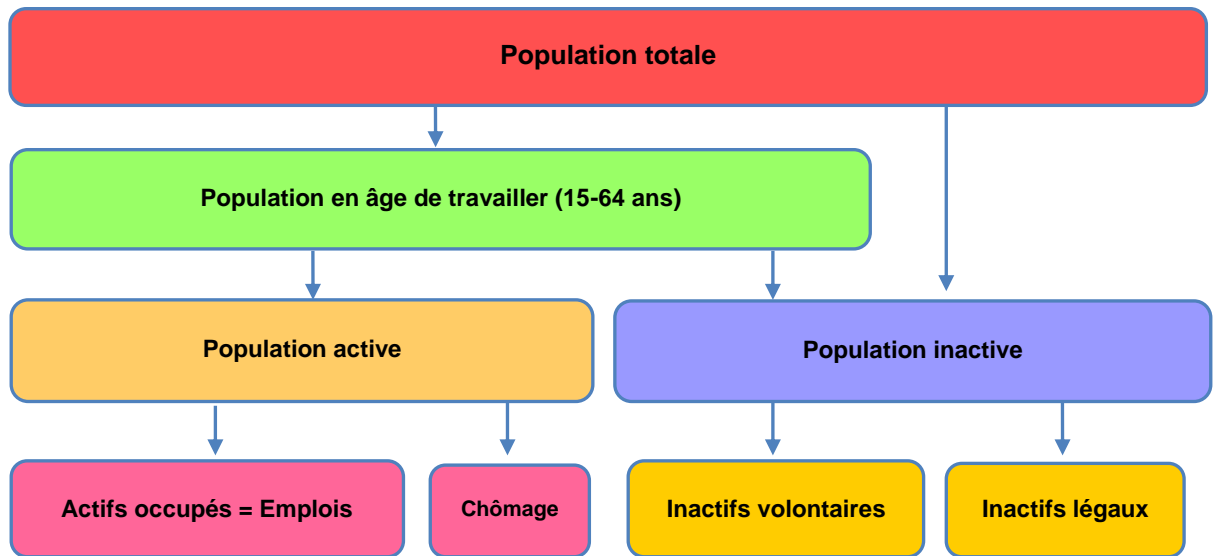 Population totale
Population en âge de travailler (15-64 ans)
Population active
Population inactive
Actifs occupés = Emplois
Chômage
Inactifs volontaires
Inactifs légaux